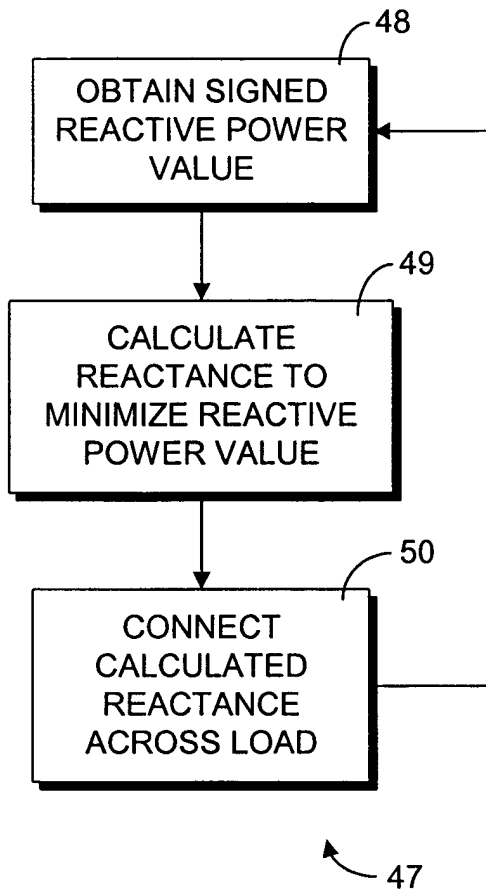 48
OBTAIN SIGNED
REACTIVE POWER
VALUE
49
CALCULATE
REACTANCE TO
MINIMIZE REACTIVE
POWER VALUE
50
CONNECT
CALCULATED
REACTANCE
ACROSS LOAD
47